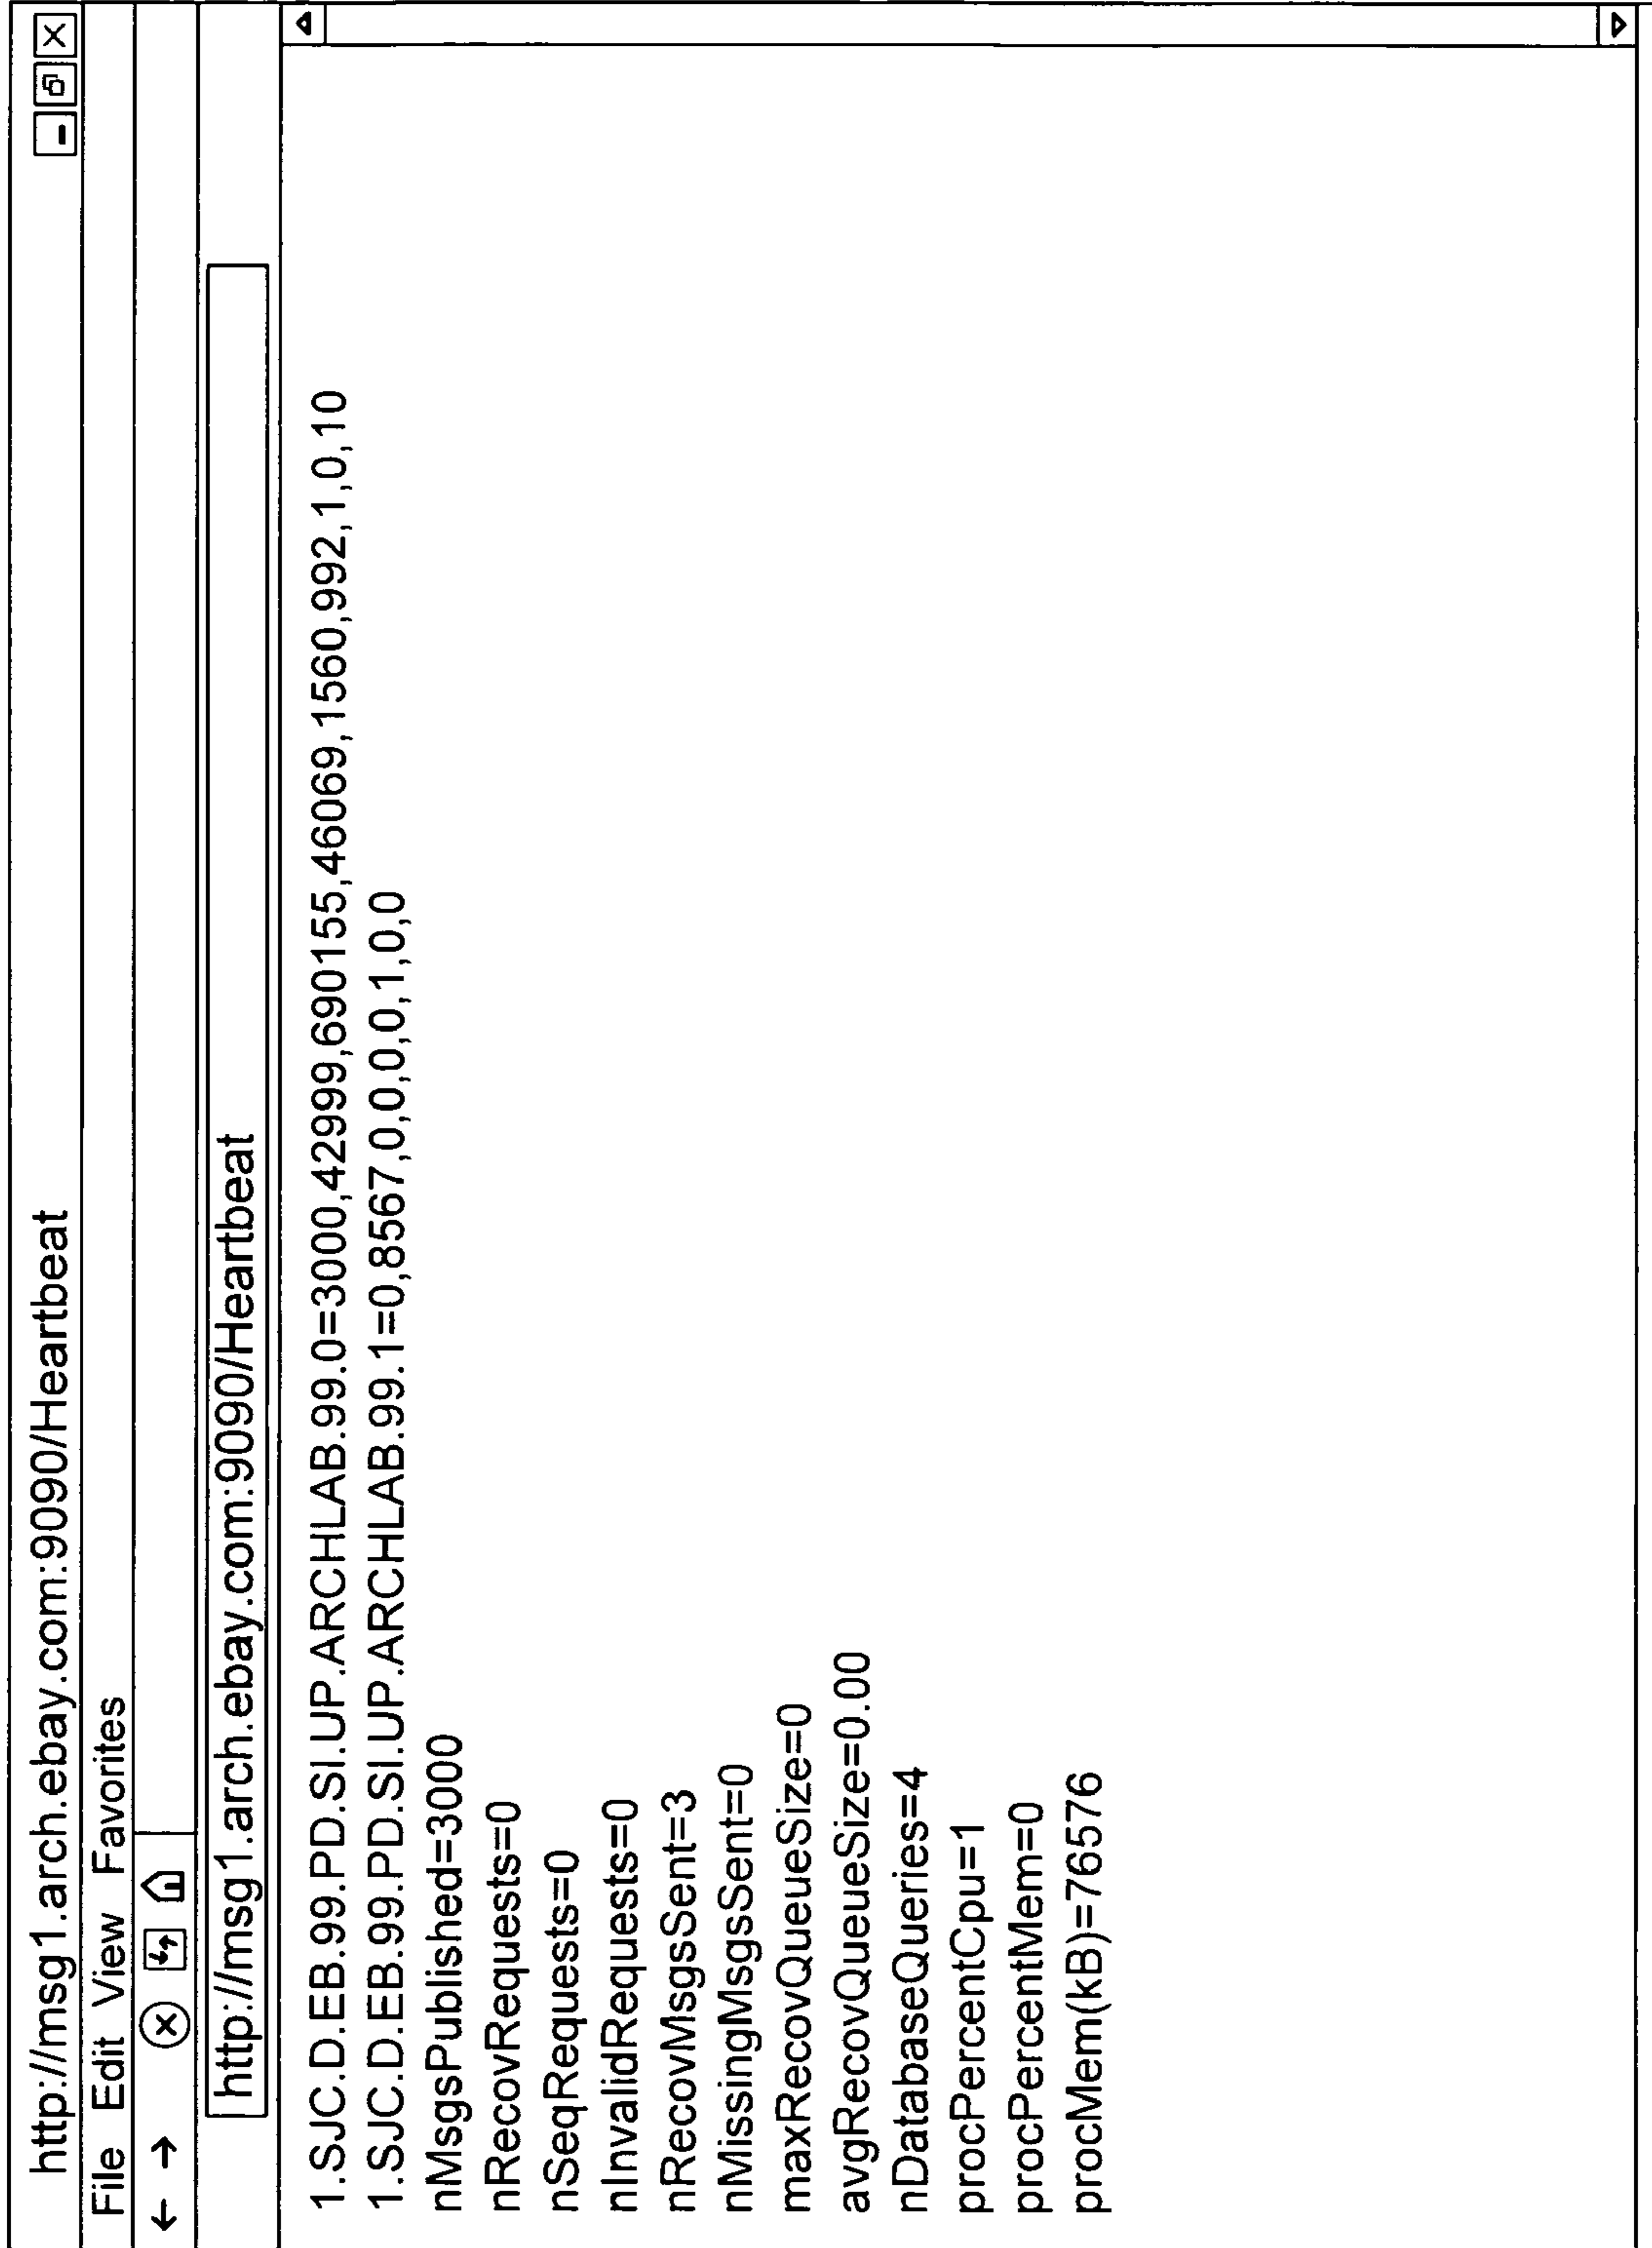 http://msg1.arch.ebay.com:9090/Heartbeat
File Edit View Favorites
http://msg1.arch.ebay.com:9090/Heartbeat
1.SJC.D.EB.99.PD.SI.UP.ARCHLAB.99.0=3000,42999,690155,46069,1560,992,1,0,10
1.SJC.D.EB.99.PD.SI.UP.ARCHLAB.99.1=0,8567,0,0,0,0,1,0,0
nMsgsPublished=3000
nRecovRequests=0
nSeqRequests=0
nInvalidRequests=0
nRecovMsgsSent=3
nMissingMsgsSent=0
maxRecovQueueSize=0
avgRecovQueueSize=0.00
nDatabaseQueries=4
procPercentCpu=1
procPercentMem=0
procMem(kB)=76576